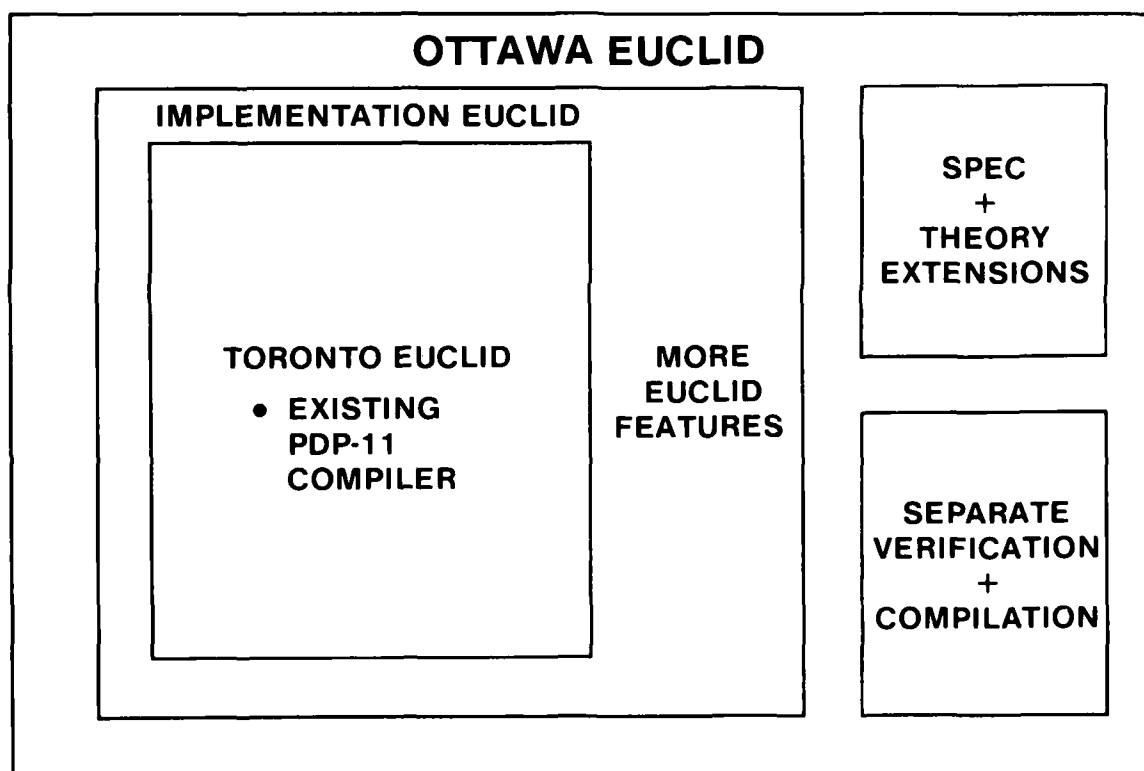 OTTAWA EUCLID
IMPLEMENTATION EUCLID
TORONTO EUCLID
• EXISTING
PDP-11
COMPILER
MORE
EUCLID
FEATURES
SPEC
+
THEORY
EXTENSIONS
SEPARATE
VERIFICATION
+
COMPILATION